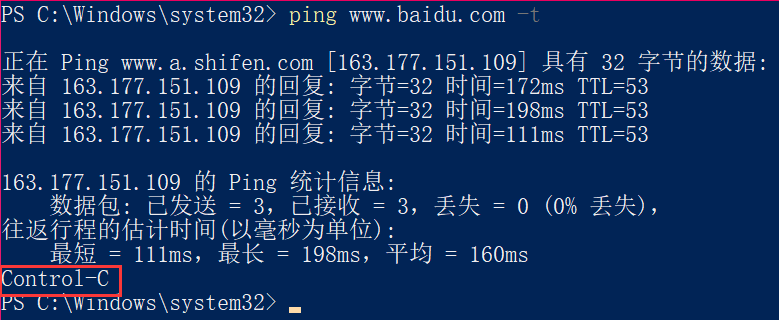 PS C:\Windows\system32> ping www.baidu.com -t
正在 Ping www.a.shifen.com [163.177.151.109] 具有 32 字节的数据:
来自 163.177.151.109 的回复: 字节=32 时间=172ms TTL=53
来自 163.177.151.109 的回复: 字节=32 时间=198ms TTL=53
来自 163.177.151.109 的回复: 字节=32 时间=111ms TTL=53
163.177.151.109 的 Ping 统计信息:
    数据包: 已发送 = 3，已接收 = 3，丢失 = 0 (0% 丢失)，
往返行程的估计时间(以毫秒为单位):
    最短 = 111ms，最长 = 198ms，平均 = 160ms
Control-C
PS C:\Windows\system32>